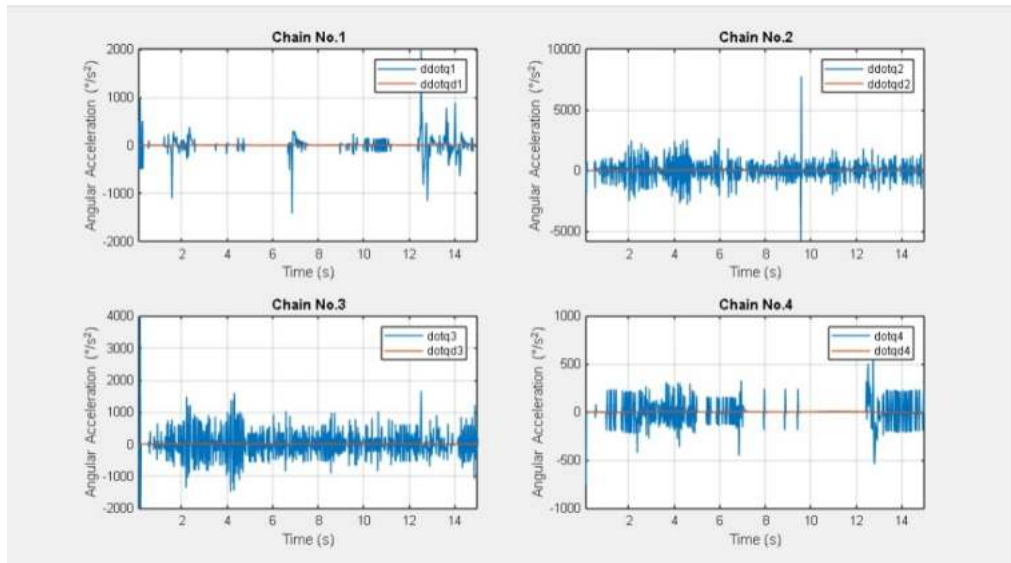 Chain No.1
2000
1000
0
-1000
-2000
Angular Acceleration (°/s²)
ddotq1
ddotqd1
2 4 6 8 10 12 14
Time (s)
Chain No.2
10000
5000
0
-5000
Angular Acceleration (°/s²)
ddotq2
ddotqd2
2 4 6 8 10 12 14
Time (s)
Chain No.3
4000
3000
2000
1000
0
-1000
-2000
Angular Acceleration (°/s²)
dotq3
dotqd3
2 4 6 8 10 12 14
Time (s)
Chain No.4
1000
500
0
-500
-1000
Angular Acceleration (°/s²)
dotq4
dotqd4
2 4 6 8 10 12 14
Time (s)